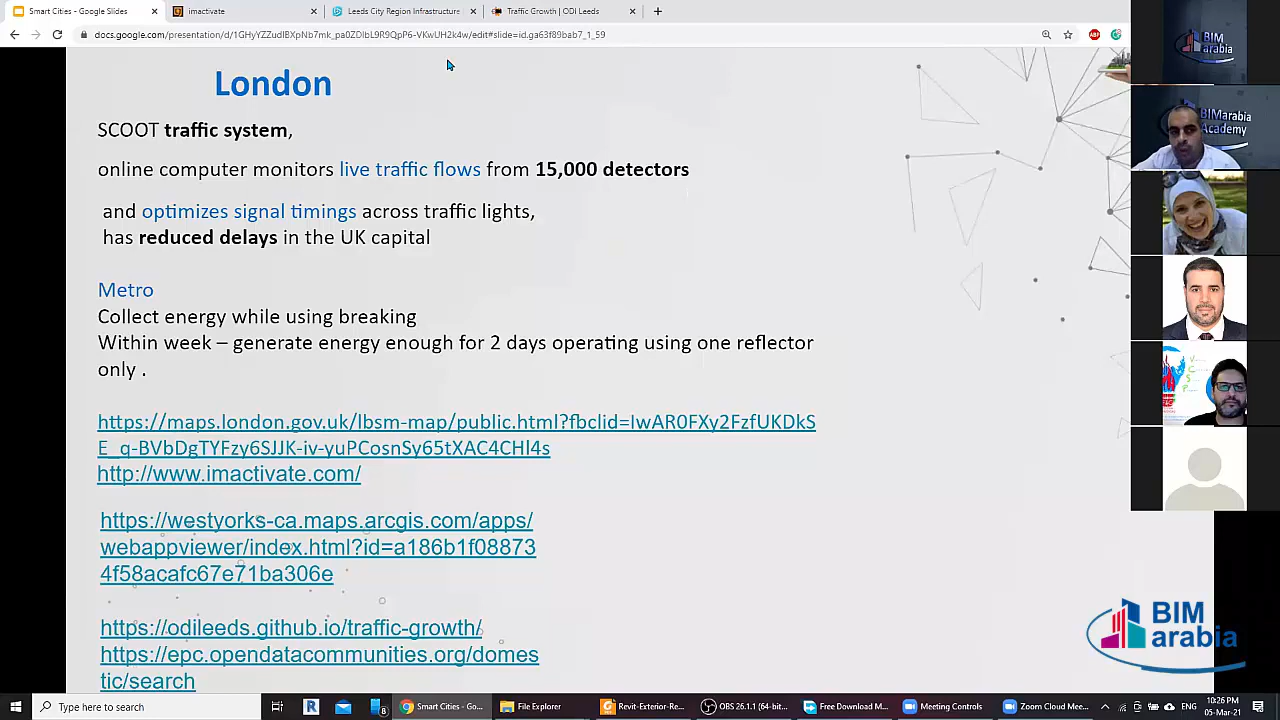 Smart Cities - Google Slides
imactivate
Leeds City Region Infrastructure
Traffic Growth | ODI Leeds
docs.google.com/presentation/d/1GHyYZZudIBXpNb7mk_pa0ZDlbL9R9QpP6-VKwUH2k4w/edit#slide=id.ga63f89bab7_1_59
London
SCOOT traffic system,
online computer monitors live traffic flows from 15,000 detectors
and optimizes signal timings across traffic lights,
has reduced delays in the UK capital
Metro
Collect energy while using breaking
Within week – generate energy enough for 2 days operating using one reflector
only .
https://maps.london.gov.uk/lbsm-map/public.html?fbclid=IwAR0FXy2FzfUKDkS
E_q-BVbDgTYFzy6SJJK-iv-yuPCosnSy65tXAC4CHl4s
http://www.imactivate.com/
https://westyorks-ca.maps.arcgis.com/apps/
webappviewer/index.html?id=a186b1f08873
4f58acafc67e71ba306e
https://odileeds.github.io/traffic-growth/
https://epc.opendatacommunities.org/domes
tic/search
BIM
arabia
BIMarabia
Academy
BIM
arabia
Type here to search
Smart Cities - Go...
File Explorer
Revit-Exterior-Re...
OBS 26.1.1 (64-bit...
Free Download M...
Meeting Controls
Zoom Cloud Mee...
10:26 PM
05-Mar-21